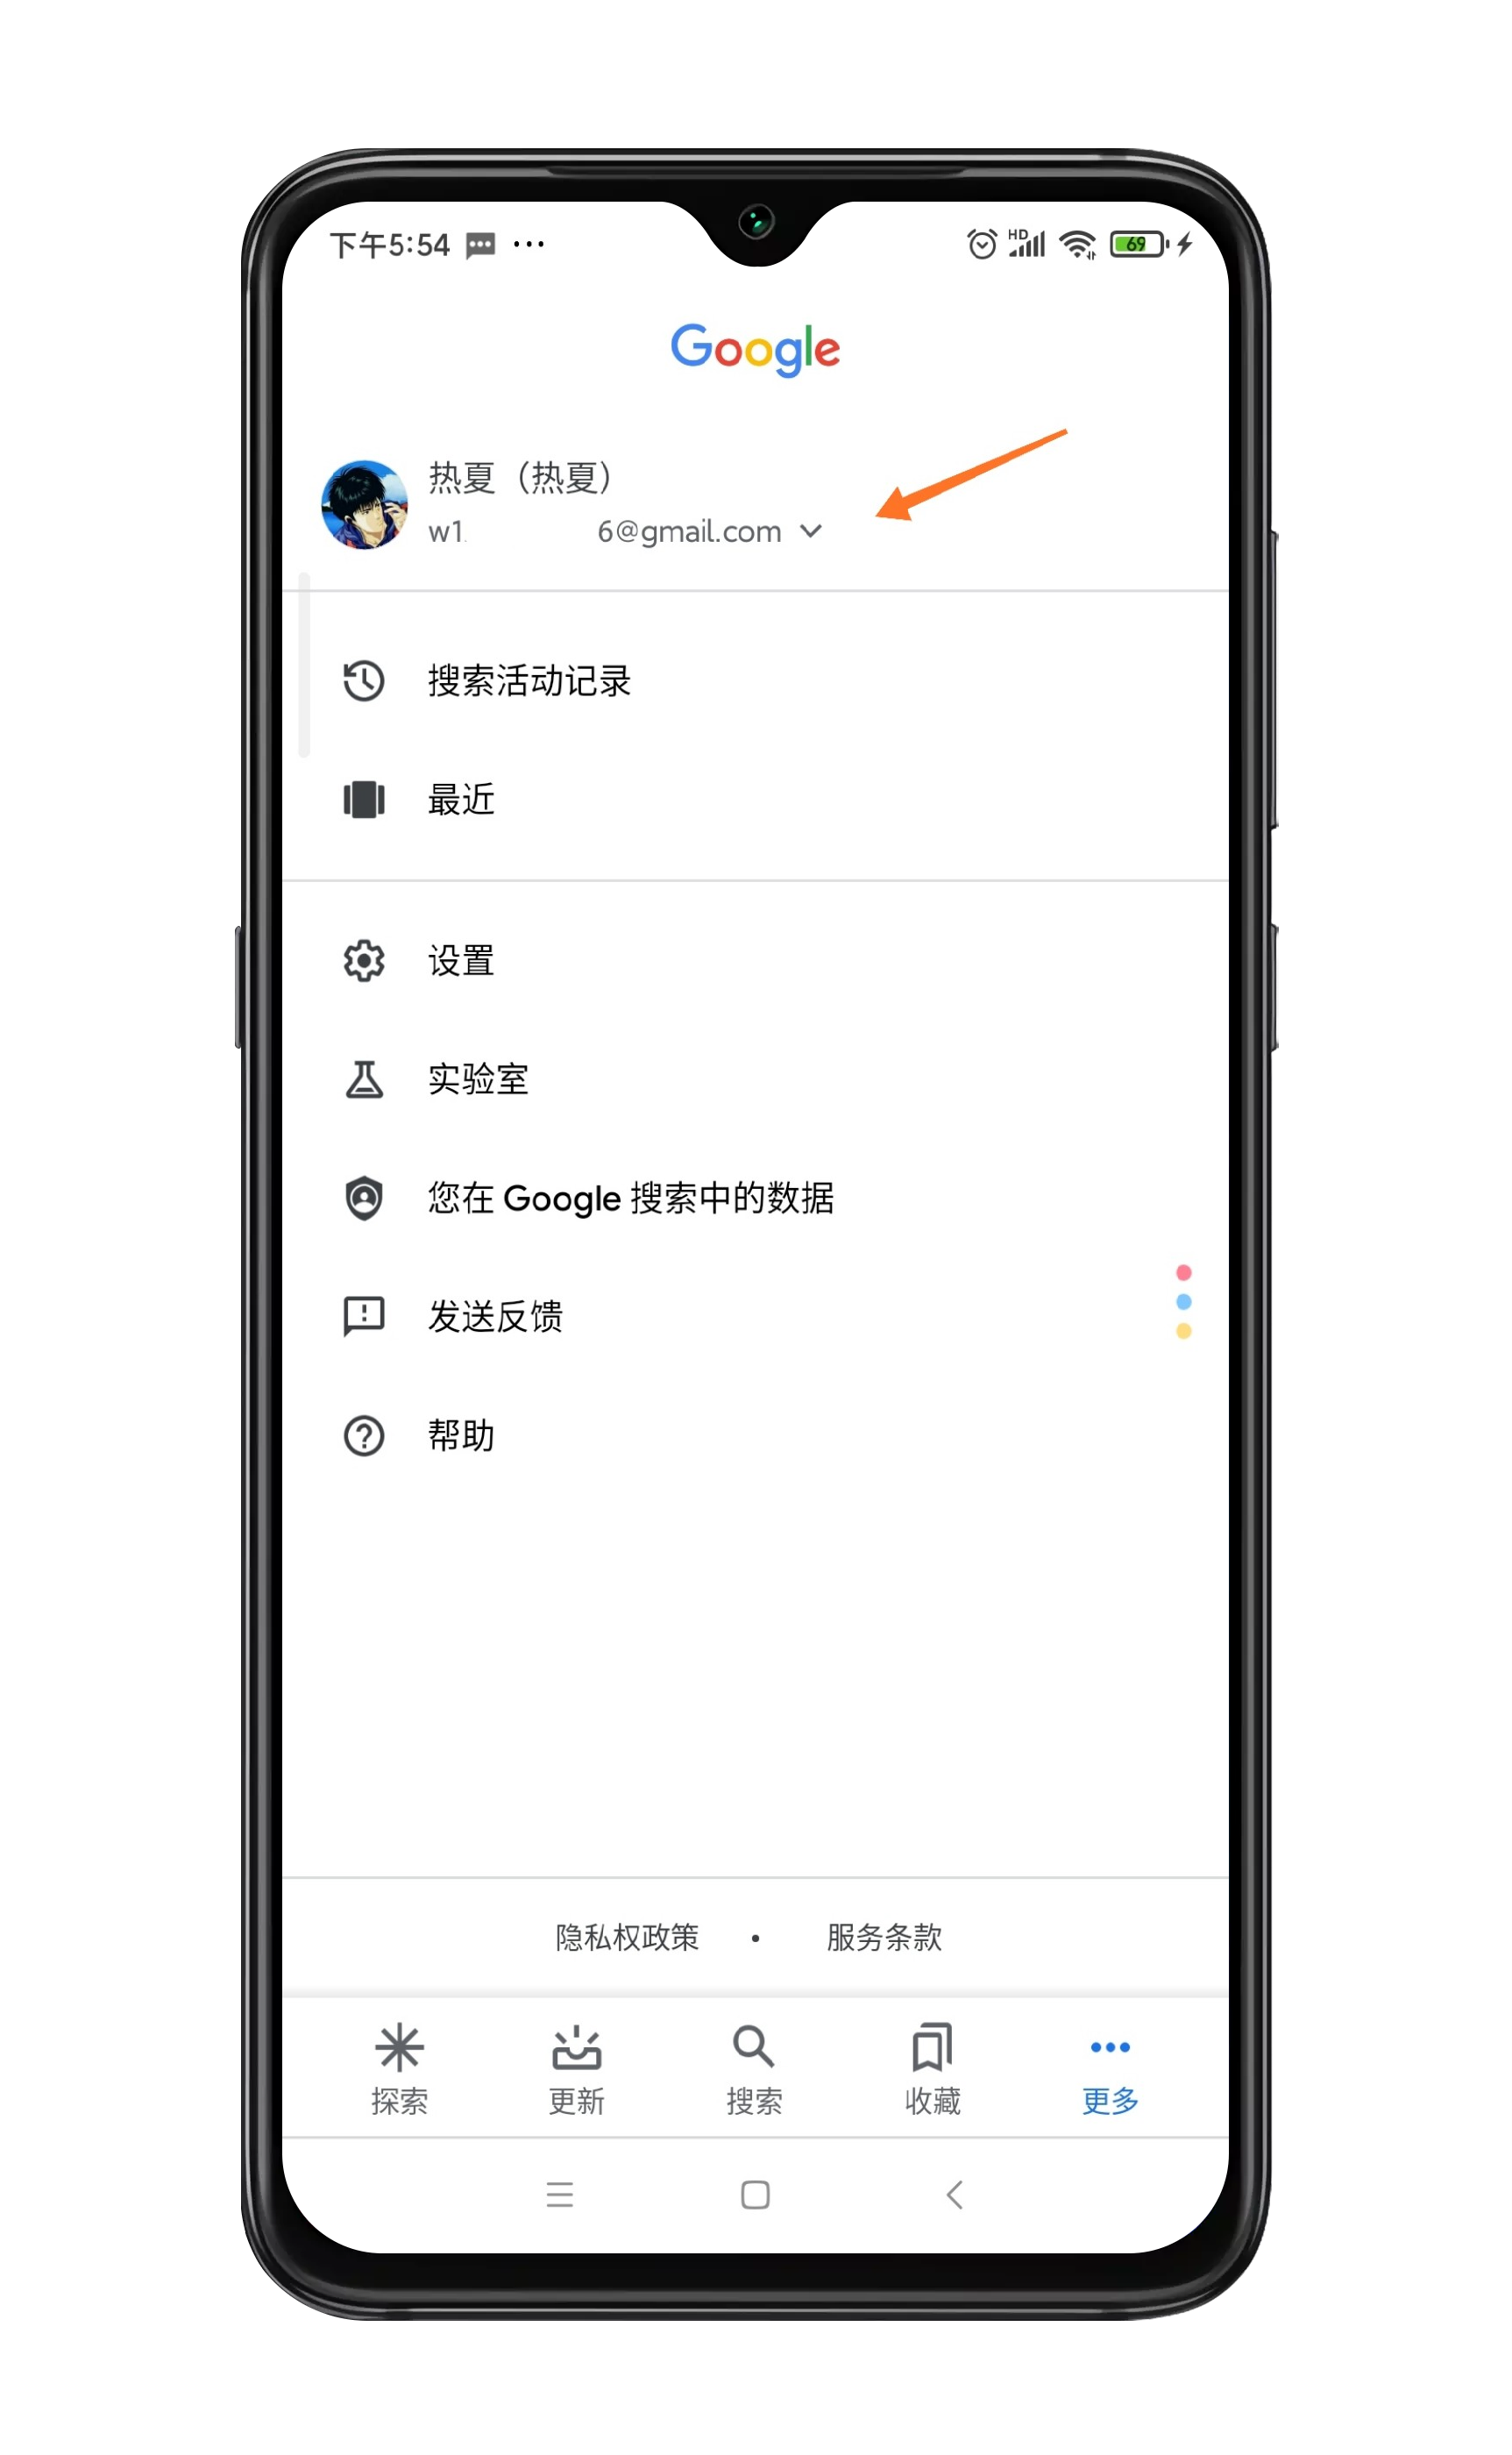 下午5:54
HD
69
Google
热夏（热夏）
w1 6@gmail.com
搜索活动记录
最近
设置
实验室
您在 Google 搜索中的数据
发送反馈
帮助
隐私权政策 • 服务条款
探索 更新 搜索 收藏 更多